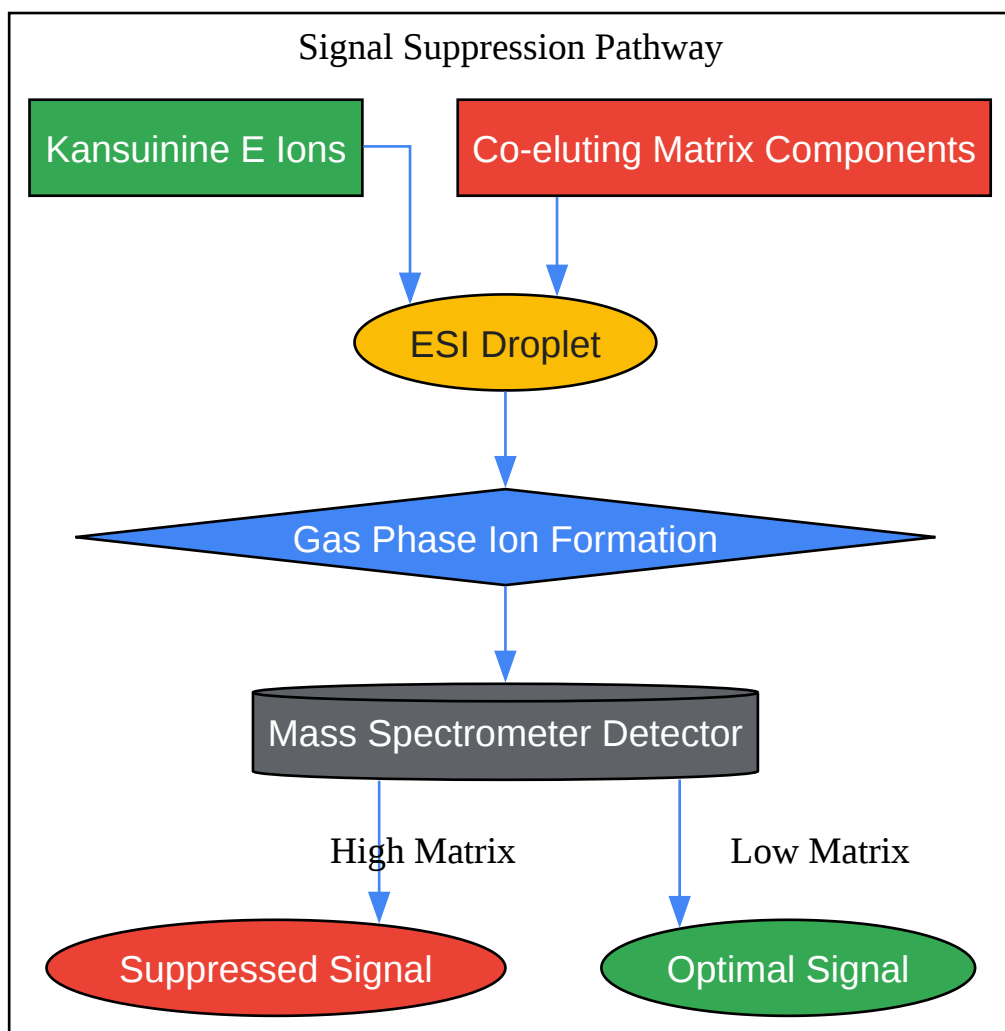 Signal Suppression Pathway
Kansuinine E Ions
Co-eluting Matrix Components
ESI Droplet
Gas Phase Ion Formation
Mass Spectrometer Detector
High Matrix
Low Matrix
Suppressed Signal
Optimal Signal